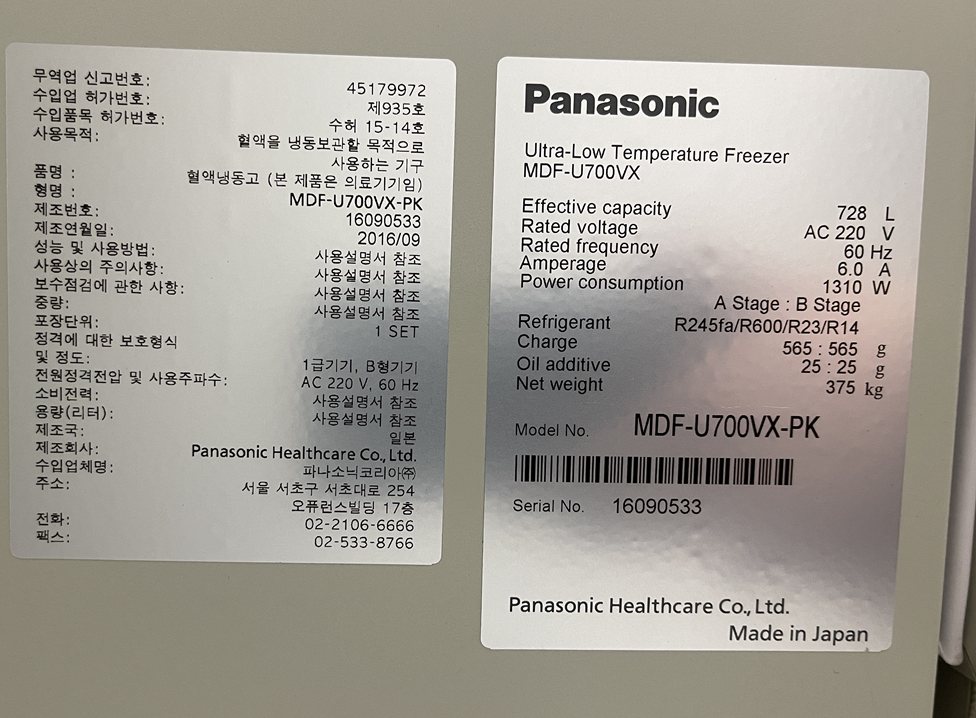 무역업 신고번호: 45179972
수입업 허가번호: 제935호
수입품목 허가번호: 수허 15-14호
사용목적: 혈액을 냉동보관할 목적으로
사용하는 기구
품명 : 혈액냉동고 (본 제품은 의료기기임)
형명 : MDF-U700VX-PK
제조번호: 16090533
제조연월일: 2016/09
성능 및 사용방법: 사용설명서 참조
사용상의 주의사항: 사용설명서 참조
보수점검에 관한 사항: 사용설명서 참조
중량: 사용설명서 참조
포장단위: 1 SET
정격에 대한 보호형식
및 정도: 1급기기, B형기기
전원정격전압 및 사용주파수: AC 220 V, 60 Hz
소비전력: 사용설명서 참조
용량(리터): 사용설명서 참조
제조국: 일본
제조회사: Panasonic Healthcare Co., Ltd.
수입업체명: 파나소닉코리아㈜
주소: 서울 서초구 서초대로 254
오퓨런스빌딩 17층
전화: 02-2106-6666
팩스: 02-533-8766
Panasonic
Ultra-Low Temperature Freezer
MDF-U700VX
Effective capacity 728 L
Rated voltage AC 220 V
Rated frequency 60 Hz
Amperage 6.0 A
Power consumption 1310 W
A Stage : B Stage
Refrigerant R245fa/R600/R23/R14
Charge 565 : 565 g
Oil additive 25 : 25 g
Net weight 375 kg
Model No. MDF-U700VX-PK
Serial No. 16090533
Panasonic Healthcare Co., Ltd.
Made in Japan